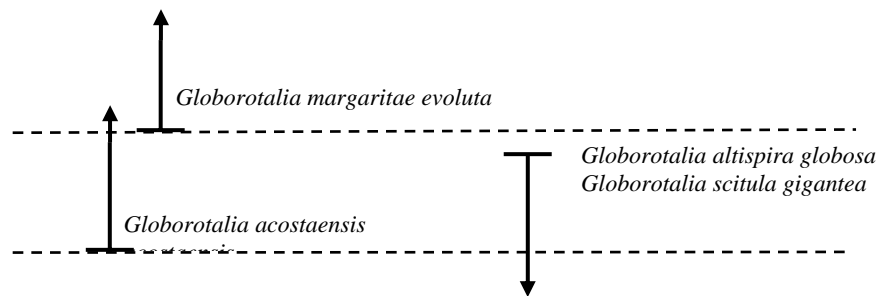 Globorotalia margaritae evoluta
Globorotalia altispira globosa
Globorotalia scitula gigantea
Globorotalia acostaensis